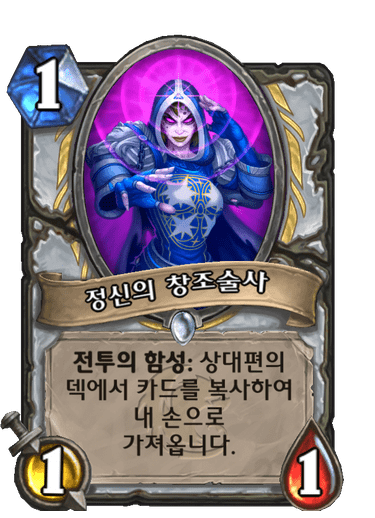 1
정신의 창조술사
전투의 함성: 상대편의
덱에서 카드를 복사하여
내 손으로
가져옵니다.
1
1